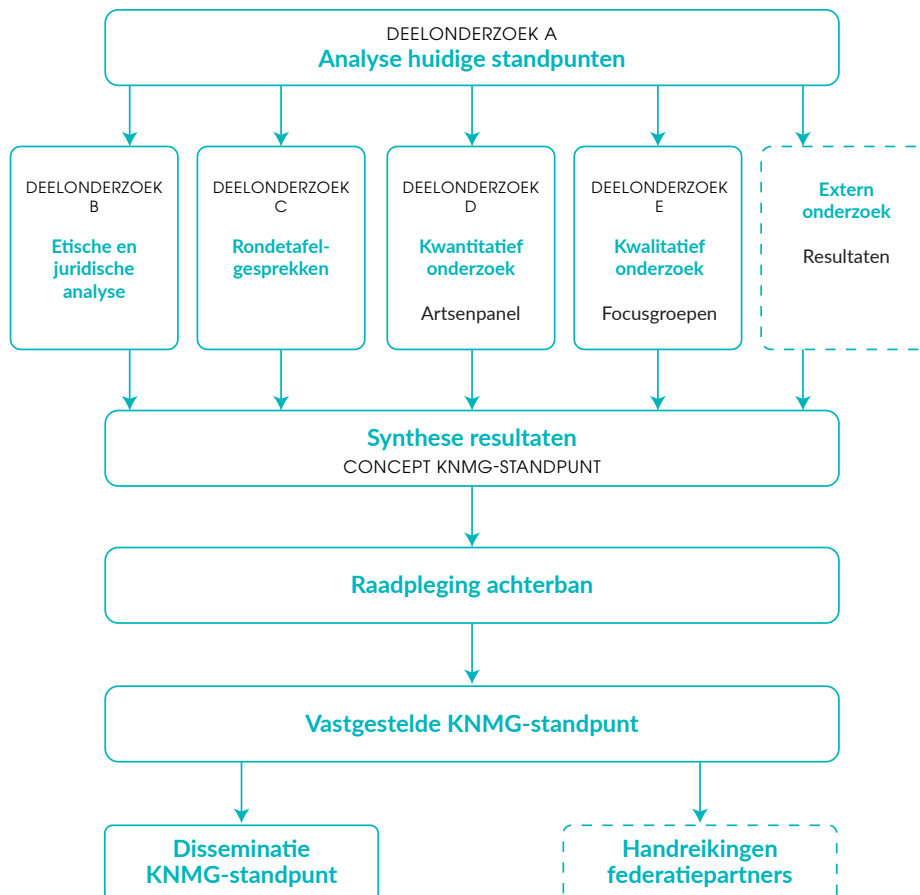 DEELONDERZOEK A
Analyse huidige standpunten
DEELONDERZOEK
B
Etische en
juridische
analyse
DEELONDERZOEK
C
Rondetafel-
gesprekken
DEELONDERZOEK
D
Kwantitatief
onderzoek
Artsenpanel
DEELONDERZOEK
E
Kwalitatief
onderzoek
Focusgroepen
Extern
onderzoek
Resultaten
Synthese resultaten
CONCEPT KNMG-STANDPUNT
Raadpleging achterban
Vastgestelde KNMG-standpunt
Disseminatie
KNMG-standpunt
Handreikingen
federatiepartners